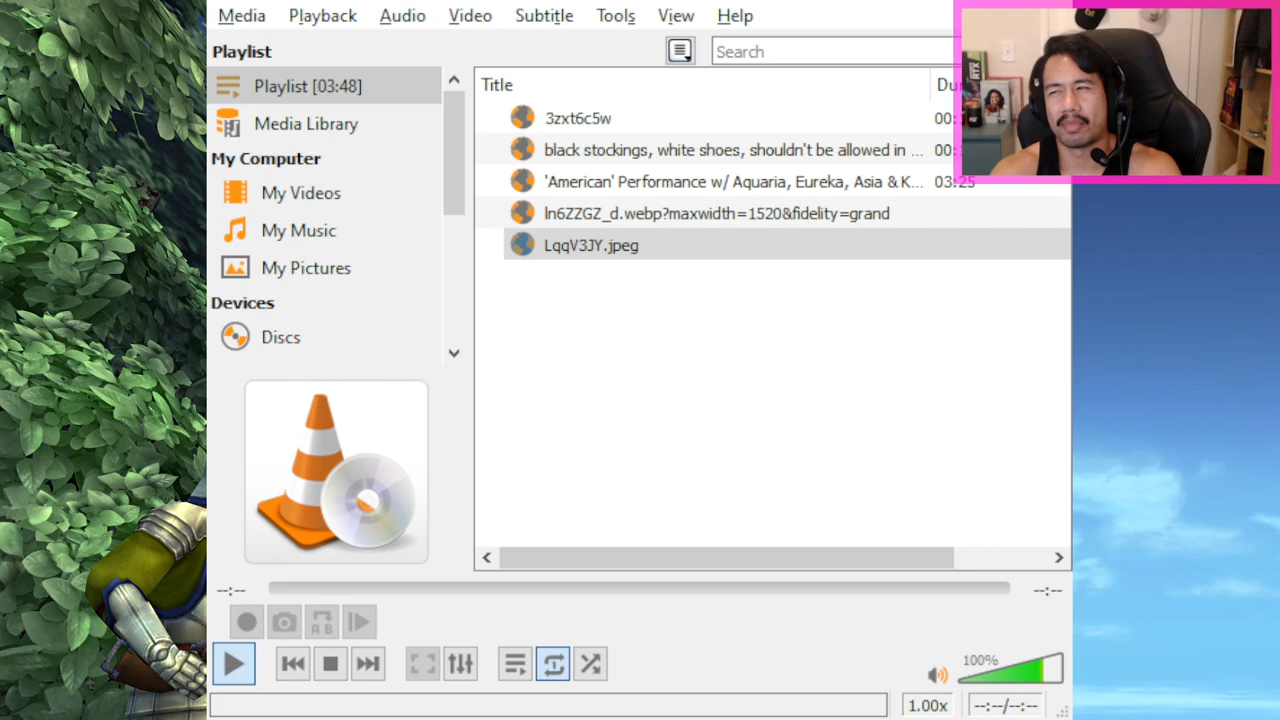 Media Playback Audio Video Subtitle Tools View Help
Playlist
Search
Playlist [03:48]
Media Library
My Computer
My Videos
My Music
My Pictures
Devices
Discs
Title
3zxt6c5w
black stockings, white shoes, shouldn't be allowed in ...
'American' Performance w/ Aquaria, Eureka, Asia & K... 03:25
ln6ZZGZ_d.webp?maxwidth=1520&fidelity=grand
LqqV3JY.jpeg
--:-- --:--
A B
100%
1.00x --:--/--:--
RTX